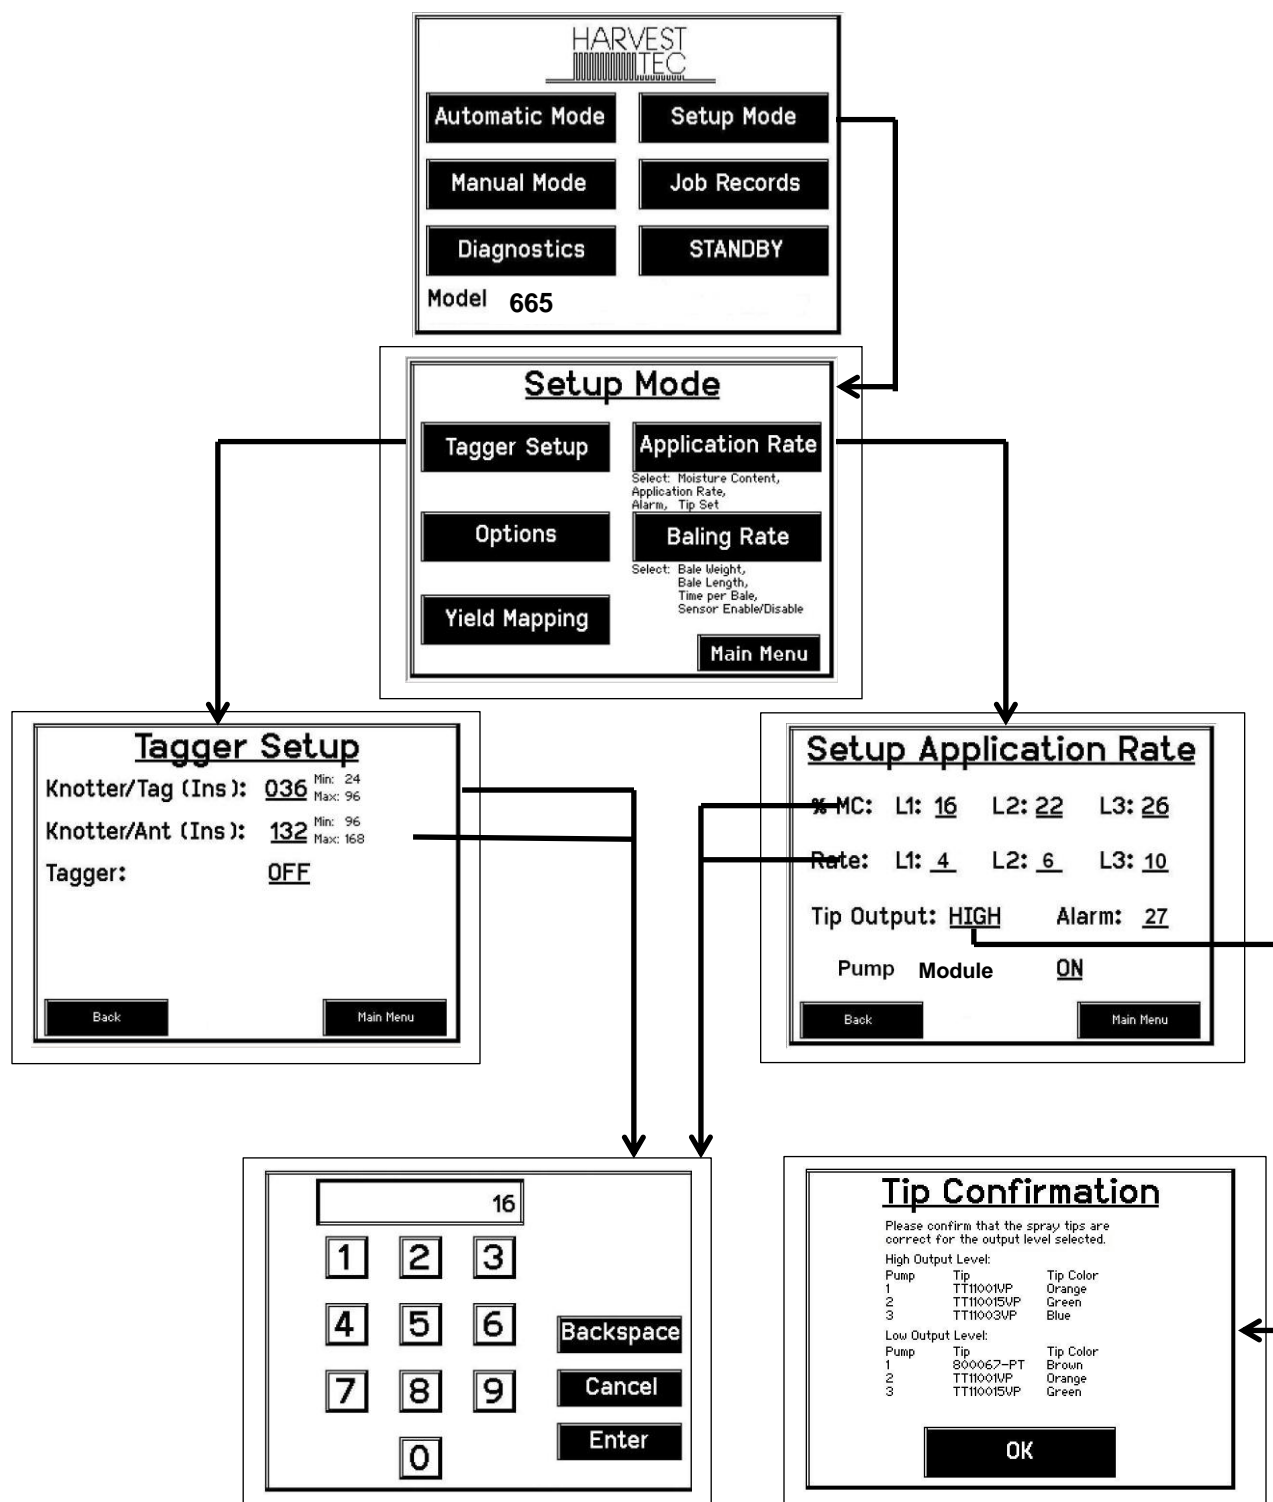 HARVEST
TEC
Automatic Mode
Setup Mode
Manual Mode
Job Records
Diagnostics
STANDBY
Model 665
Setup Mode
Tagger Setup
Application Rate
Select: Moisture Content,
Application Rate,
Alarm, Tip Set
Options
Baling Rate
Select: Bale Weight,
Bale Length,
Time per Bale,
Sensor Enable/Disable
Yield Mapping
Main Menu
Tagger Setup
Knotter/Tag (Ins): 036 Min: 24
Max: 96
Knotter/Ant (Ins): 132 Min: 96
Max: 168
Tagger: OFF
Back
Main Menu
Setup Application Rate
% MC: L1: 16 L2: 22 L3: 26
Rate: L1: 4 L2: 6 L3: 10
Tip Output: HIGH Alarm: 27
Pump Module ON
Back
Main Menu
16
1 2 3
4 5 6
Backspace
7 8 9
Cancel
Enter
0
Tip Confirmation
Please confirm that the spray tips are
correct for the output level selected.
High Output Level:
Pump Tip Tip Color
1 TT11001VP Orange
2 TT110015VP Green
3 TT11003VP Blue
Low Output Level:
Pump Tip Tip Color
1 800067-PT Brown
2 TT11001VP Orange
3 TT110015VP Green
OK